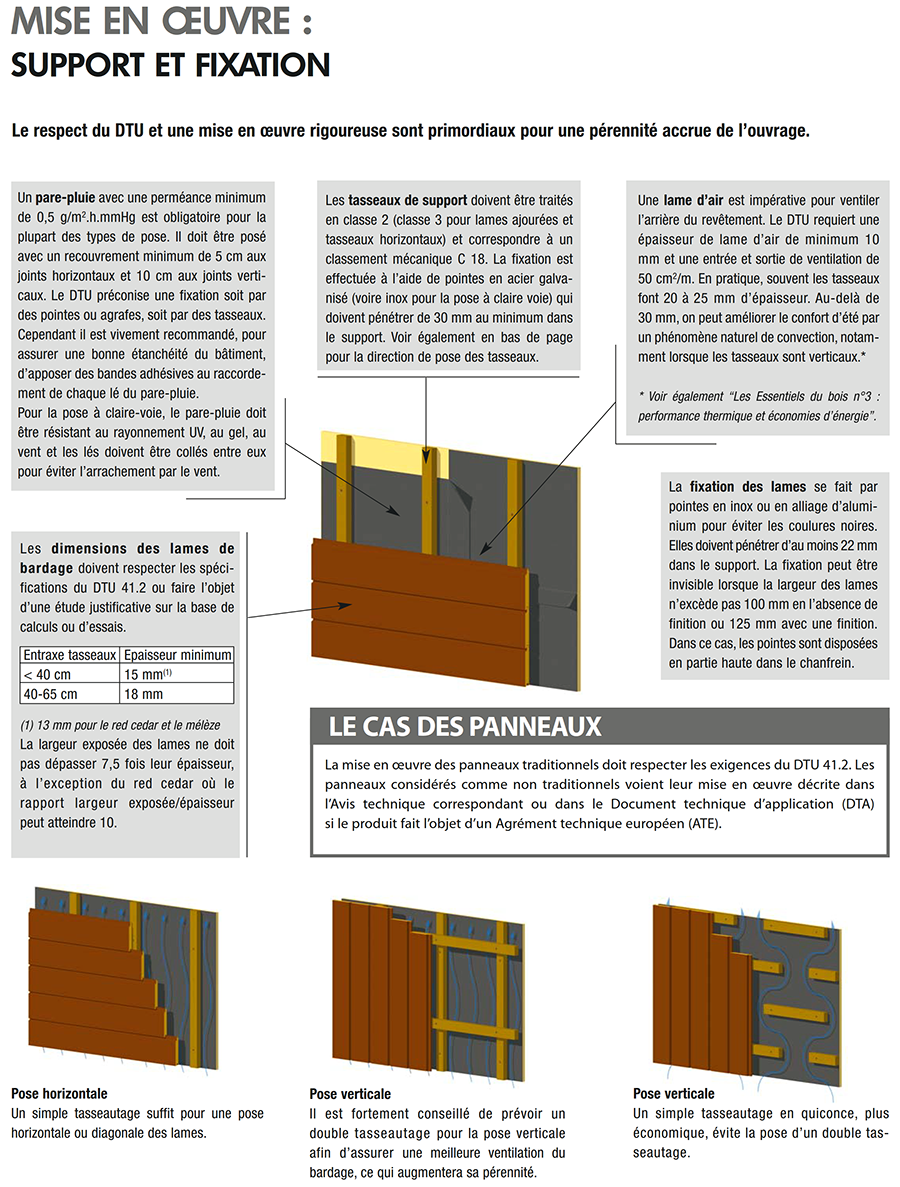 MISE EN ŒUVRE :
SUPPORT ET FIXATION
Le respect du DTU et une mise en œuvre rigoureuse sont primordiaux pour une pérennité accrue de l'ouvrage.
Un pare-pluie avec une perméance minimum
de 0,5 g/m².h.mmHg est obligatoire pour la
plupart des types de pose. Il doit être posé
avec un recouvrement minimum de 5 cm aux
joints horizontaux et 10 cm aux joints verti-
caux. Le DTU préconise une fixation soit par
des pointes ou agrafes, soit par des tasseaux.
Cependant il est vivement recommandé, pour
assurer une bonne étanchéité du bâtiment,
d'apposer des bandes adhésives au raccorde-
ment de chaque lé du pare-pluie.
Pour la pose à claire-voie, le pare-pluie doit
être résistant au rayonnement UV, au gel, au
vent et les lés doivent être collés entre eux
pour éviter l'arrachement par le vent.
Les tasseaux de support doivent être traités
en classe 2 (classe 3 pour lames ajourées et
tasseaux horizontaux) et correspondre à un
classement mécanique C 18. La fixation est
effectuée à l'aide de pointes en acier galva-
nisé (voire inox pour la pose à claire voie) qui
doivent pénétrer de 30 mm au minimum dans
le support. Voir également en bas de page
pour la direction de pose des tasseaux.
Une lame d'air est impérative pour ventiler
l'arrière du revêtement. Le DTU requiert une
épaisseur de lame d'air de minimum 10
mm et une entrée et sortie de ventilation de
50 cm²/m. En pratique, souvent les tasseaux
font 20 à 25 mm d'épaisseur. Au-delà de
30 mm, on peut améliorer le confort d'été par
un phénomène naturel de convection, notam-
ment lorsque les tasseaux sont verticaux.*
* Voir également “Les Essentiels du bois n°3 :
performance thermique et économies d'énergie”.
La fixation des lames se fait par
pointes en inox ou en alliage d'alumi-
nium pour éviter les coulures noires.
Elles doivent pénétrer d'au moins 22 mm
dans le support. La fixation peut être
invisible lorsque la largeur des lames
n'excède pas 100 mm en l'absence de
finition ou 125 mm avec une finition.
Dans ce cas, les pointes sont disposées
en partie haute dans le chanfrein.
Les dimensions des lames de
bardage doivent respecter les spéci-
fications du DTU 41.2 ou faire l'objet
d'une étude justificative sur la base de
calculs ou d'essais.
Entraxe tasseaux Epaisseur minimum
< 40 cm 15 mm(1)
40-65 cm 18 mm
(1) 13 mm pour le red cedar et le mélèze
La largeur exposée des lames ne doit
pas dépasser 7,5 fois leur épaisseur,
à l'exception du red cedar où le
rapport largeur exposée/épaisseur
peut atteindre 10.
LE CAS DES PANNEAUX
La mise en œuvre des panneaux traditionnels doit respecter les exigences du DTU 41.2. Les
panneaux considérés comme non traditionnels voient leur mise en œuvre décrite dans
l'Avis technique correspondant ou dans le Document technique d'application (DTA)
si le produit fait l'objet d'un Agrément technique européen (ATE).
Pose horizontale
Un simple tasseautage suffit pour une pose
horizontale ou diagonale des lames.
Pose verticale
Il est fortement conseillé de prévoir un
double tasseautage pour la pose verticale
afin d'assurer une meilleure ventilation du
bardage, ce qui augmentera sa pérennité.
Pose verticale
Un simple tasseautage en quiconce, plus
économique, évite la pose d'un double tas-
seautage.